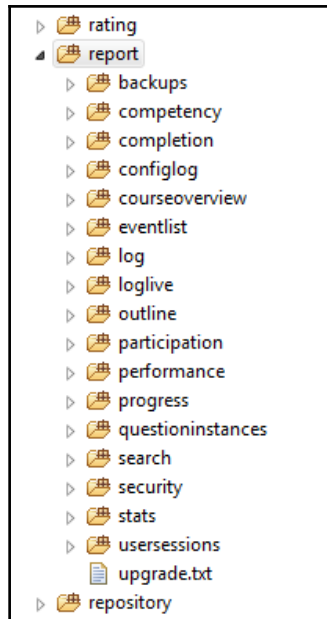 rating
report
backups
competency
completion
configlog
courseoverview
eventlist
log
loglive
outline
participation
performance
progress
questioninstances
search
security
stats
usersessions
upgrade.txt
repository